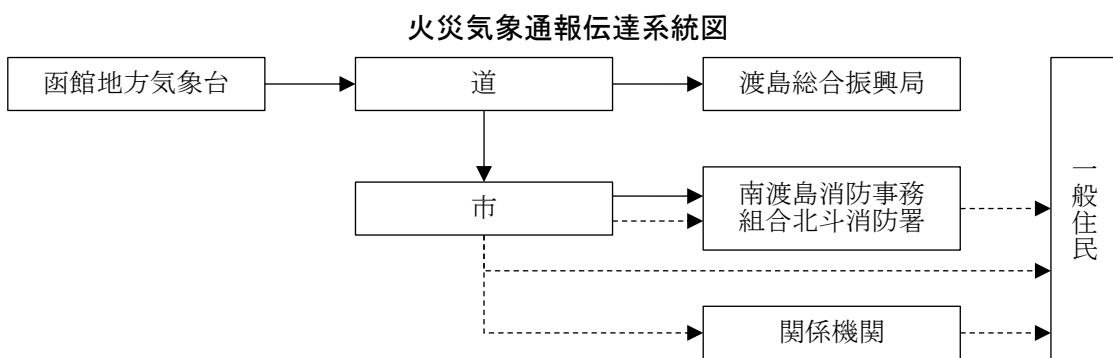 火災気象通報伝達系統図
函館地方気象台
道
渡島総合振興局
市
南渡島消防事務
組合北斗消防署
一般住民
関係機関